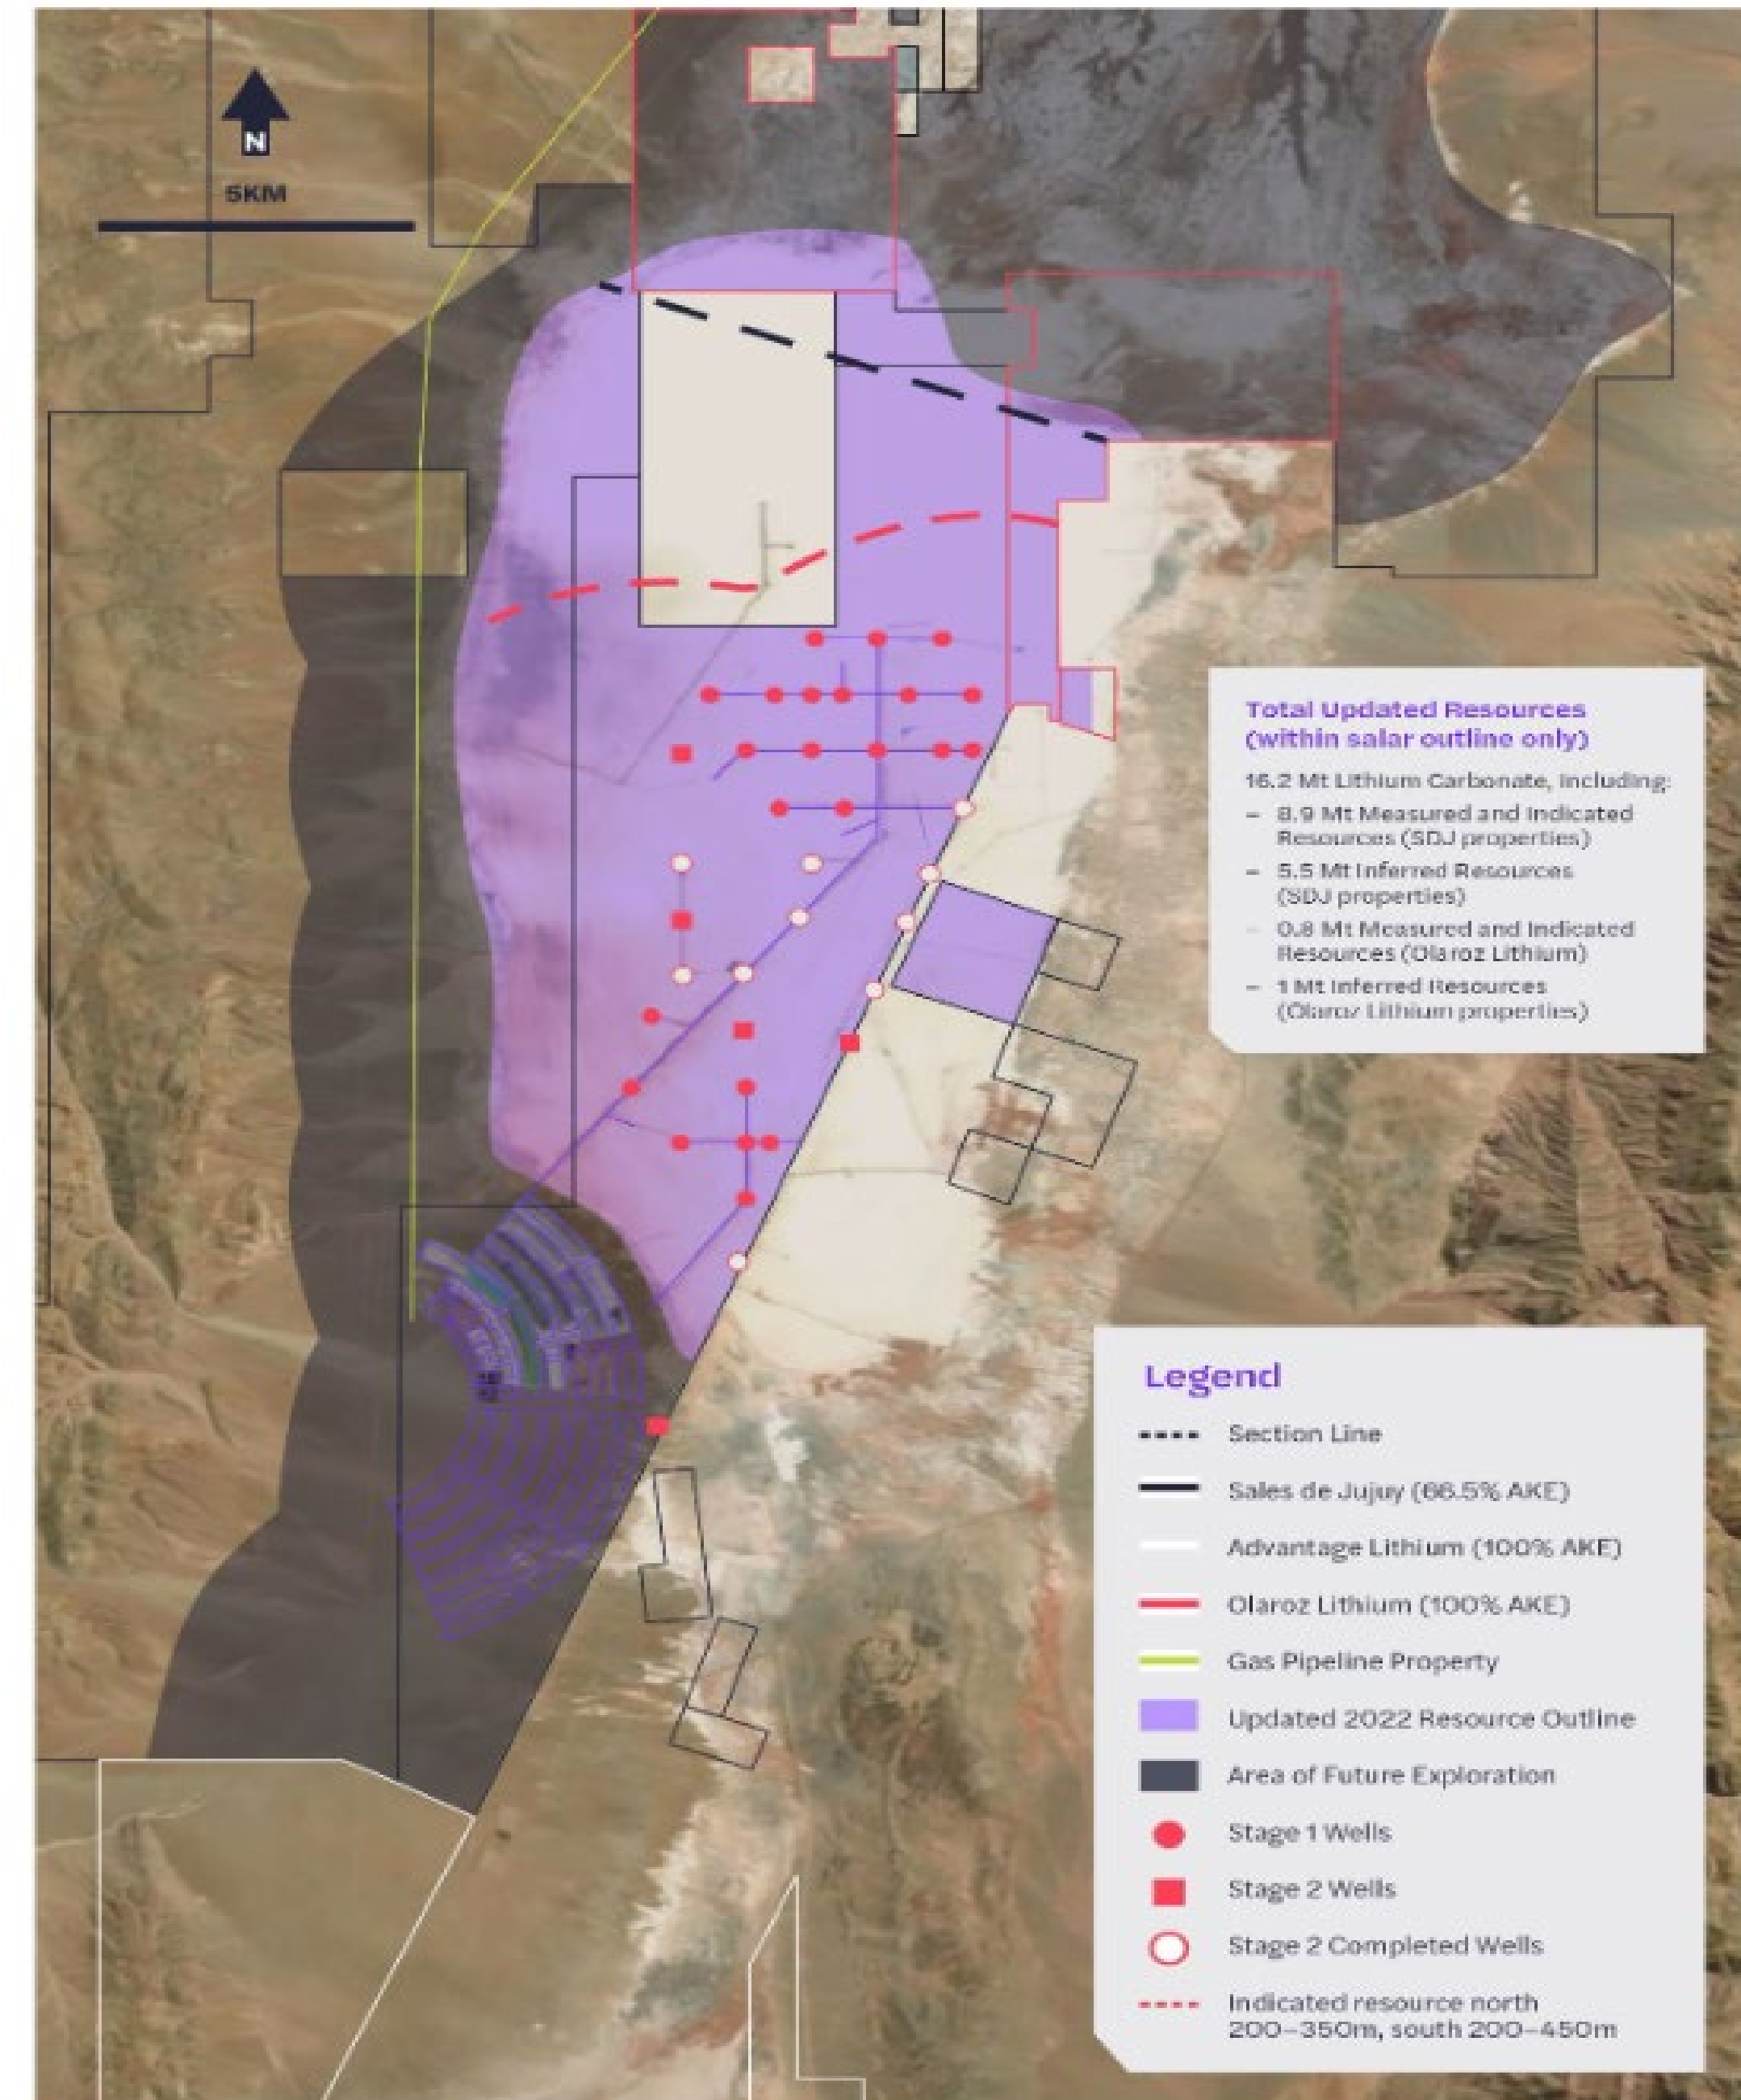 N
5KM
Total Updated Resources
(within salar outline only)
16.2 Mt Lithium Carbonate, including:
– 8.9 Mt Measured and Indicated
Resources (SDJ properties)
– 5.5 Mt Inferred Resources
(SDJ properties)
– 0.8 Mt Measured and Indicated
Resources (Olaroz Lithium)
– 1 Mt Inferred Resources
(Olaroz Lithium properties)
Legend
Section Line
Sales de Jujuy (66.5% AKE)
Advantage Lithium (100% AKE)
Olaroz Lithium (100% AKE)
Gas Pipeline Property
Updated 2022 Resource Outline
Area of Future Exploration
Stage 1 Wells
Stage 2 Wells
Stage 2 Completed Wells
Indicated resource north
200–350m, south 200–450m